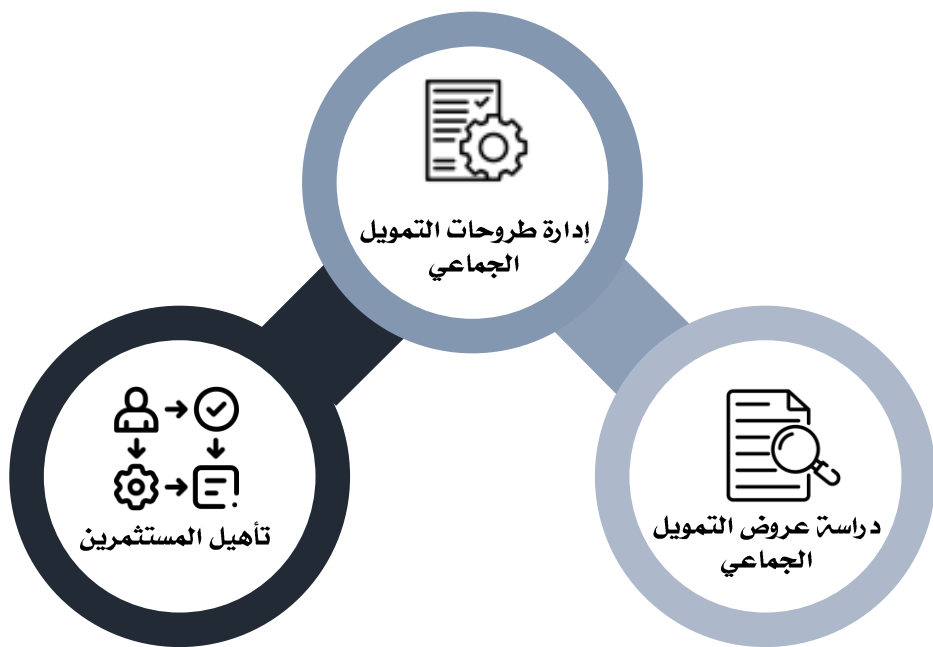 إدارة طروحات التمويل
الجماعي
دراسة عروض التمويل
الجماعي
تأهيل المستثمرين